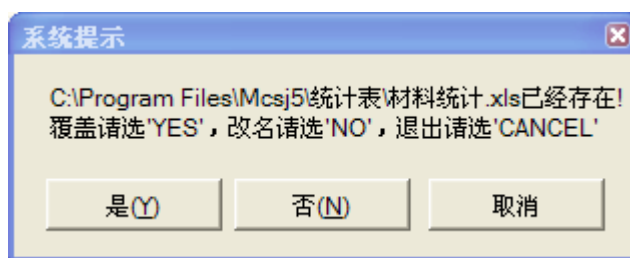 系统提示
C:\Program Files\Mcsj5\统计表\材料统计.xls已经存在!
覆盖请选'YES'，改名请选'NO'，退出请选'CANCEL'
是(Y)
否(N)
取消